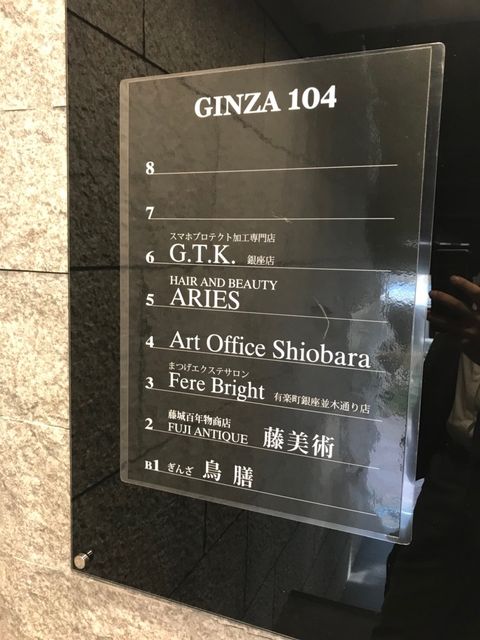 GINZA 104
8
7
スマホプロテクト加工専門店
6 G.T.K. 銀座店
HAIR AND BEAUTY
5 ARIES
4 Art Office Shiobara
まつげエクステサロン
3 Fere Bright 有楽町銀座並木通り店
藤城百年物商店
2 FUJI ANTIQUE 藤美術
B1 ぎんざ 鳥膳